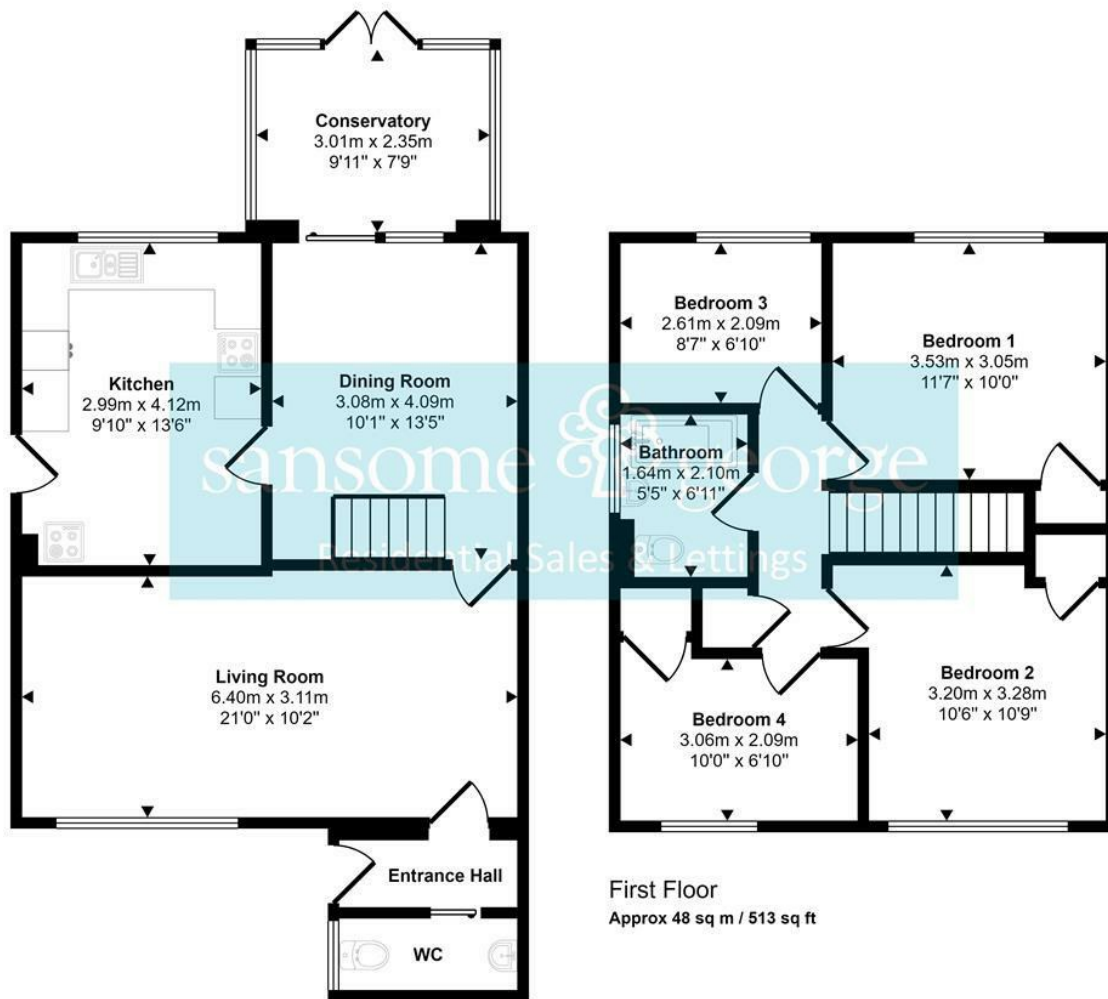 Conservatory
3.01m x 2.35m
9'11" x 7'9"
Kitchen
2.99m x 4.12m
9'10" x 13'6"
Dining Room
3.08m x 4.09m
10'1" x 13'5"
Living Room
6.40m x 3.11m
21'0" x 10'2"
Entrance Hall
WC
Bedroom 3
2.61m x 2.09m
8'7" x 6'10"
Bedroom 1
3.53m x 3.05m
11'7" x 10'0"
Bathroom
1.64m x 2.10m
5'5" x 6'11"
Bedroom 4
3.06m x 2.09m
10'0" x 6'10"
Bedroom 2
3.20m x 3.28m
10'6" x 10'9"
First Floor
Approx 48 sq m / 513 sq ft
sansome & george
Residential Sales & Lettings